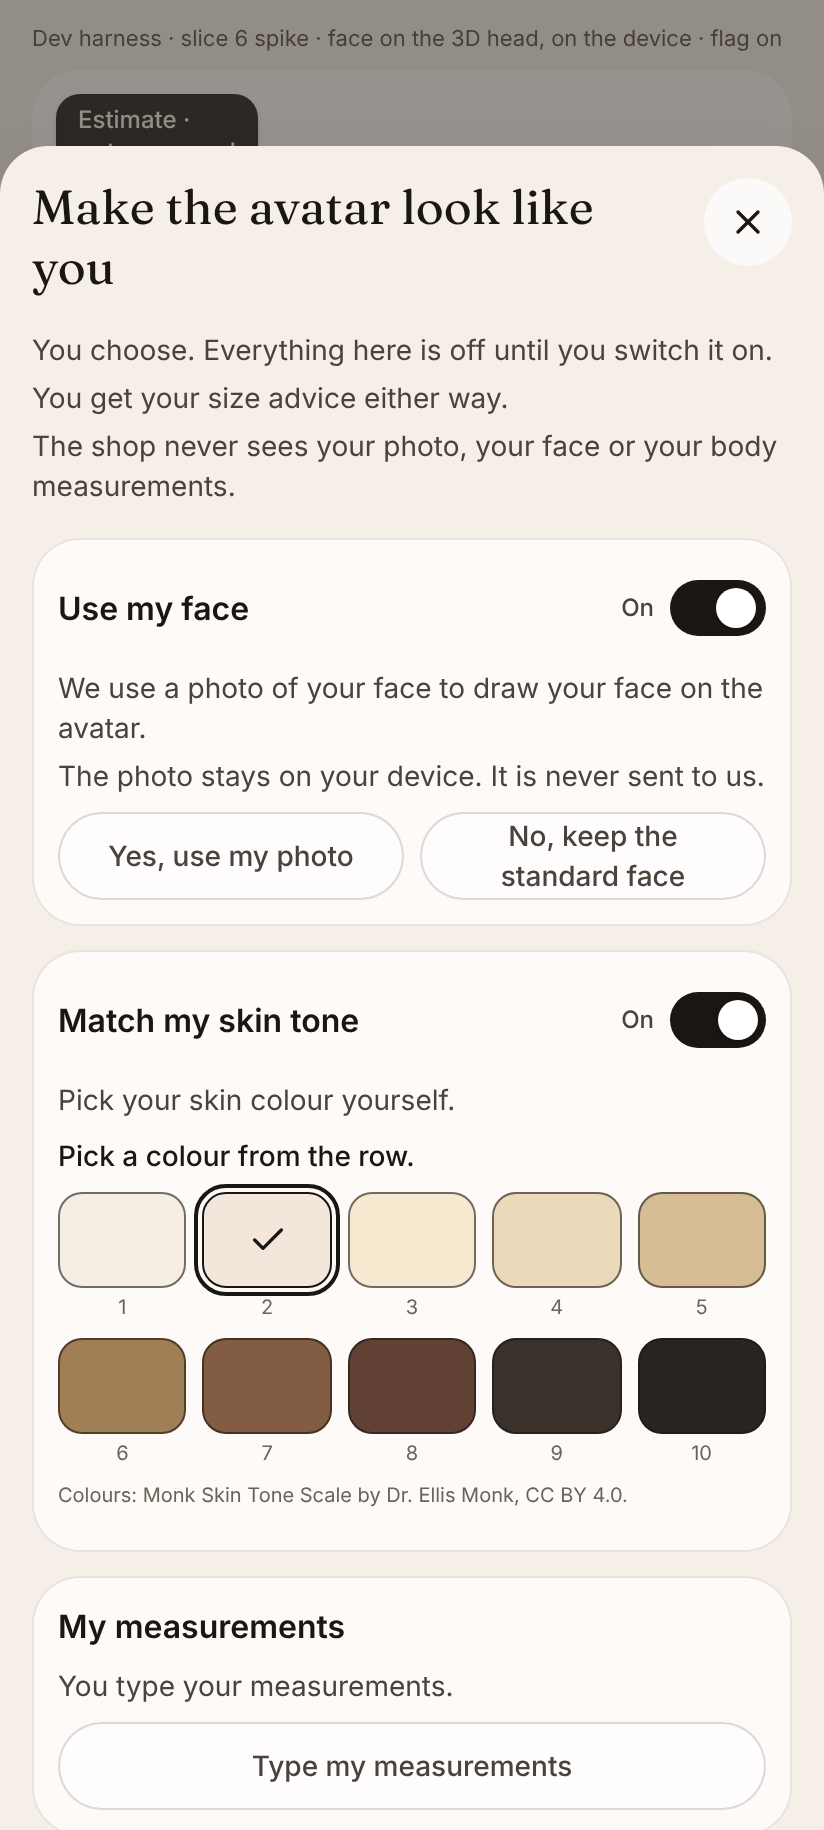 Dev harness · slice 6 spike · face on the 3D head, on the device · flag on
Estimate ·
Make the avatar look like
you
You choose. Everything here is off until you switch it on.
You get your size advice either way.
The shop never sees your photo, your face or your body
measurements.
Use my face
On
We use a photo of your face to draw your face on the
avatar.
The photo stays on your device. It is never sent to us.
Yes, use my photo
No, keep the
standard face
Match my skin tone
On
Pick your skin colour yourself.
Pick a colour from the row.
1
2
3
4
5
6
7
8
9
10
Colours: Monk Skin Tone Scale by Dr. Ellis Monk, CC BY 4.0.
My measurements
You type your measurements.
Type my measurements